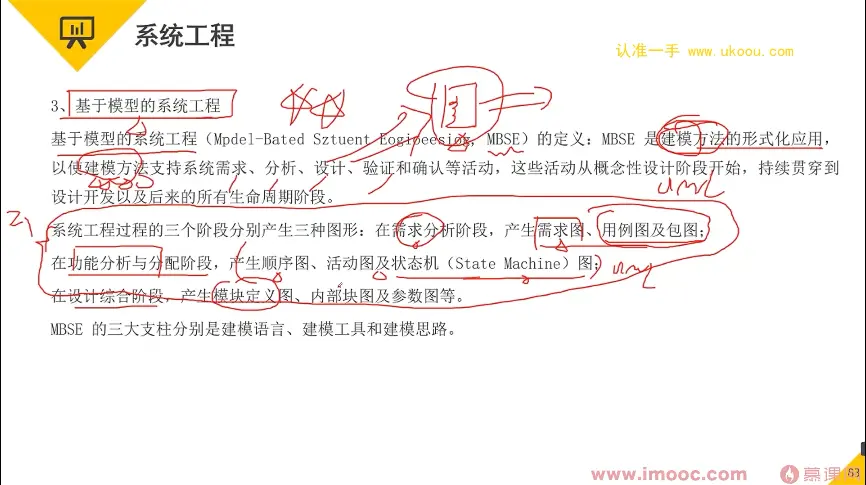 系统工程
认准一手 www.ukoou.com
3、基于模型的系统工程
基于模型的系统工程（Mpdel-Bated Sztuent Eogipeesiog, MBSE）的定义：MBSE 是建模方法的形式化应用，
以使建模方法支持系统需求、分析、设计、验证和确认等活动，这些活动从概念性设计阶段开始，持续贯穿到
设计开发以及后来的所有生命周期阶段。
uml
系统工程过程的三个阶段分别产生三种图形：在需求分析阶段，产生需求图、用例图及包图；
在功能分析与分配阶段，产生顺序图、活动图及状态机（State Machine）图；
uml
在设计综合阶段，产生模块定义图、内部块图及参数图等。
MBSE 的三大支柱分别是建模语言、建模工具和建模思路。
www.imooc.com 慕课
63